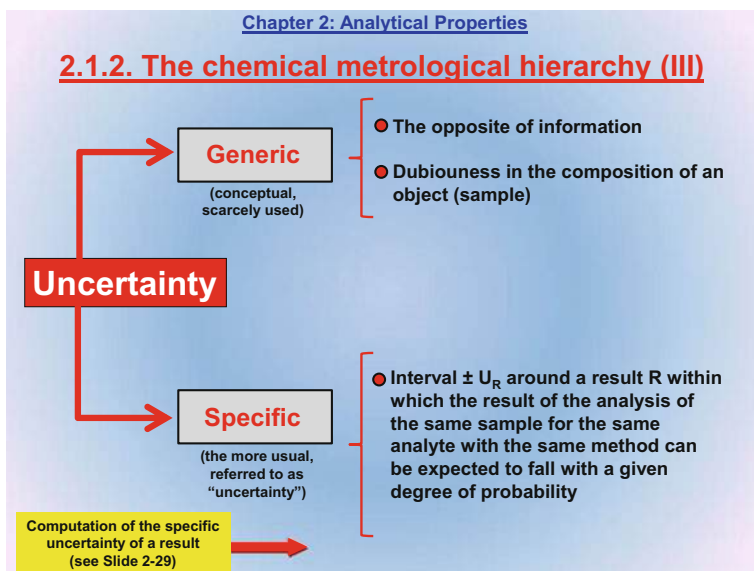 Chapter 2: Analytical Properties
2.1.2. The chemical metrological hierarchy (III)
Uncertainty
Generic
(conceptual,
scarcely used)
The opposite of information
Dubiouness in the composition of an
object (sample)
Specific
(the more usual,
referred to as
“uncertainty”)
Interval ± UR around a result R within
which the result of the analysis of
the same sample for the same
analyte with the same method can
be expected to fall with a given
degree of probability
Computation of the specific
uncertainty of a result
(see Slide 2-29)